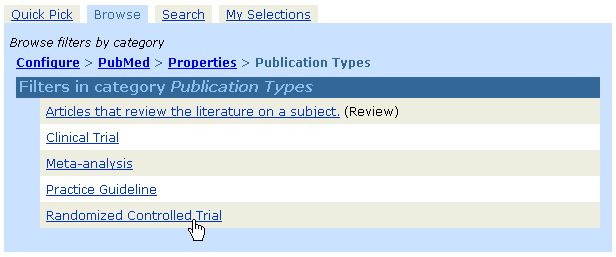 Quick Pick Browse Search My Selections
Browse filters by category
Configure > PubMed > Properties > Publication Types
Filters in category Publication Types
Articles that review the literature on a subject. (Review)
Clinical Trial
Meta-analysis
Practice Guideline
Randomized Controlled Trial